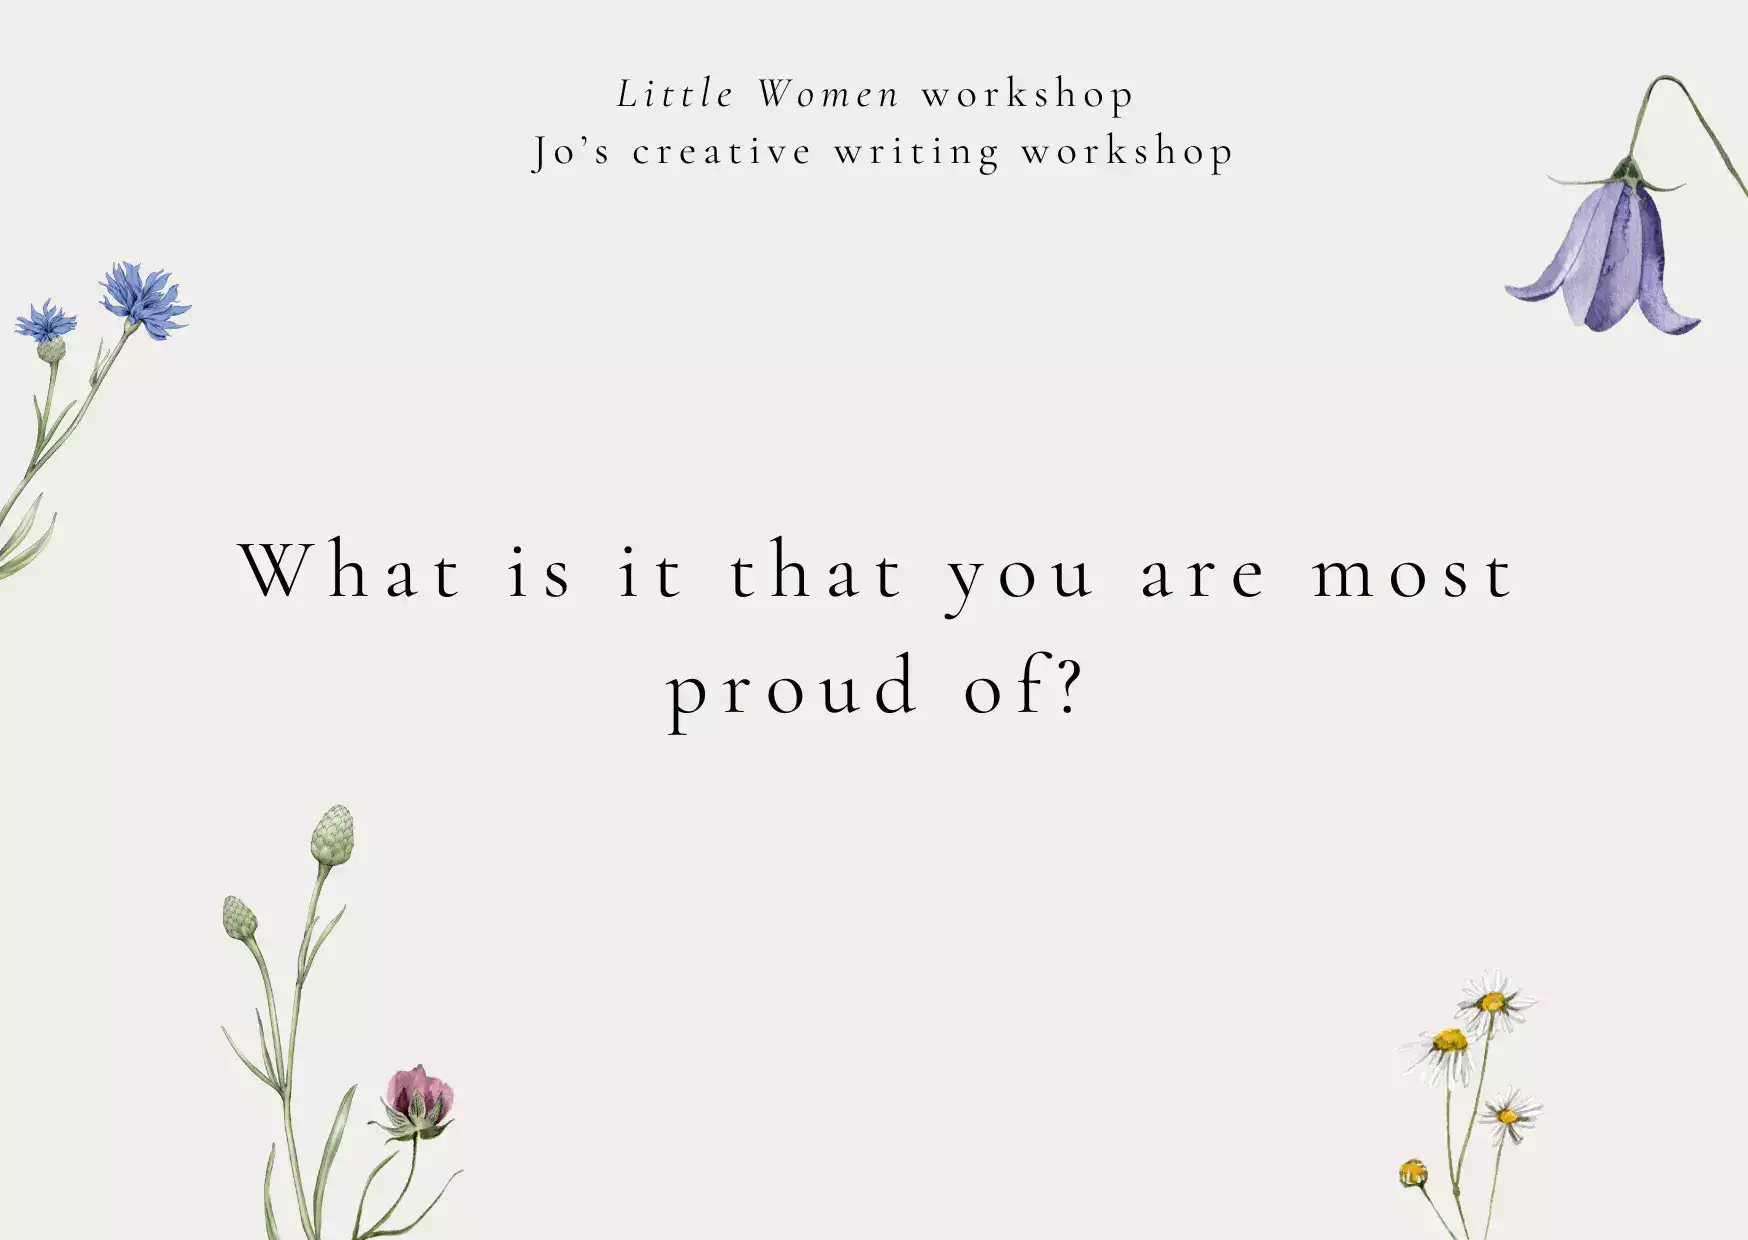 Little Women workshop
Jo’s creative writing workshop
What is it that you are most
proud of?